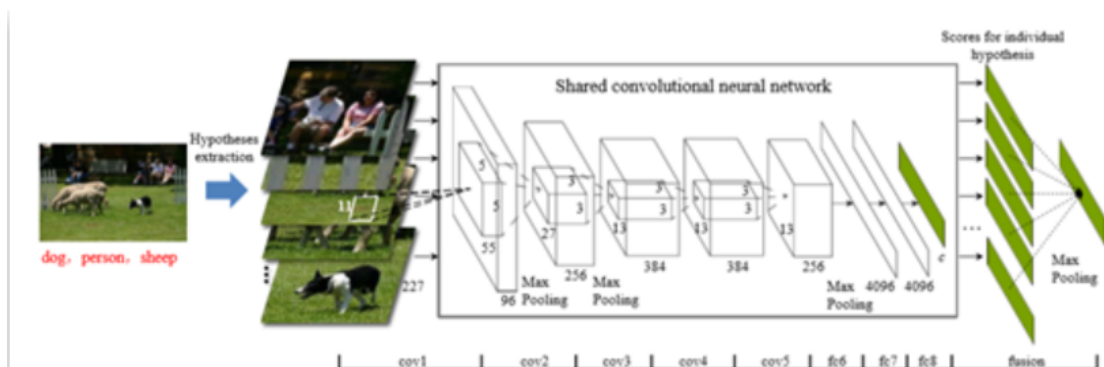 Scores for individual
hypothesis
Shared convolutional neural network
Hypotheses
extraction
dog, person, sheep
11
227
55
96
5
5
Max
Pooling
27
256
3
3
Max
Pooling
13
384
3
3
13
384
3
3
13
256
Max
Pooling
4096
4096
c
...
Max
Pooling
cov1
cov2
cov3
cov4
cov5
fc6
fc7
fc8
fusion